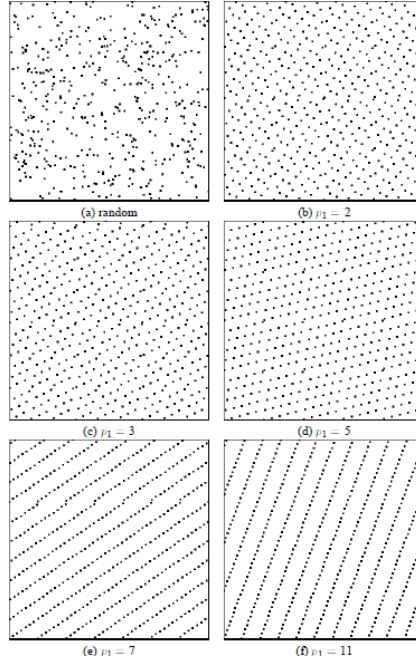 (a) random
(b) p₁ = 2
(c) p₁ = 3
(d) p₁ = 5
(e) p₁ = 7
(f) p₁ = 11